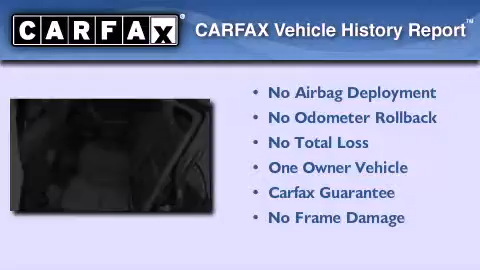 CARFAX®
CARFAX Vehicle History Report™
• No Airbag Deployment
• No Odometer Rollback
• No Total Loss
• One Owner Vehicle
• Carfax Guarantee
• No Frame Damage